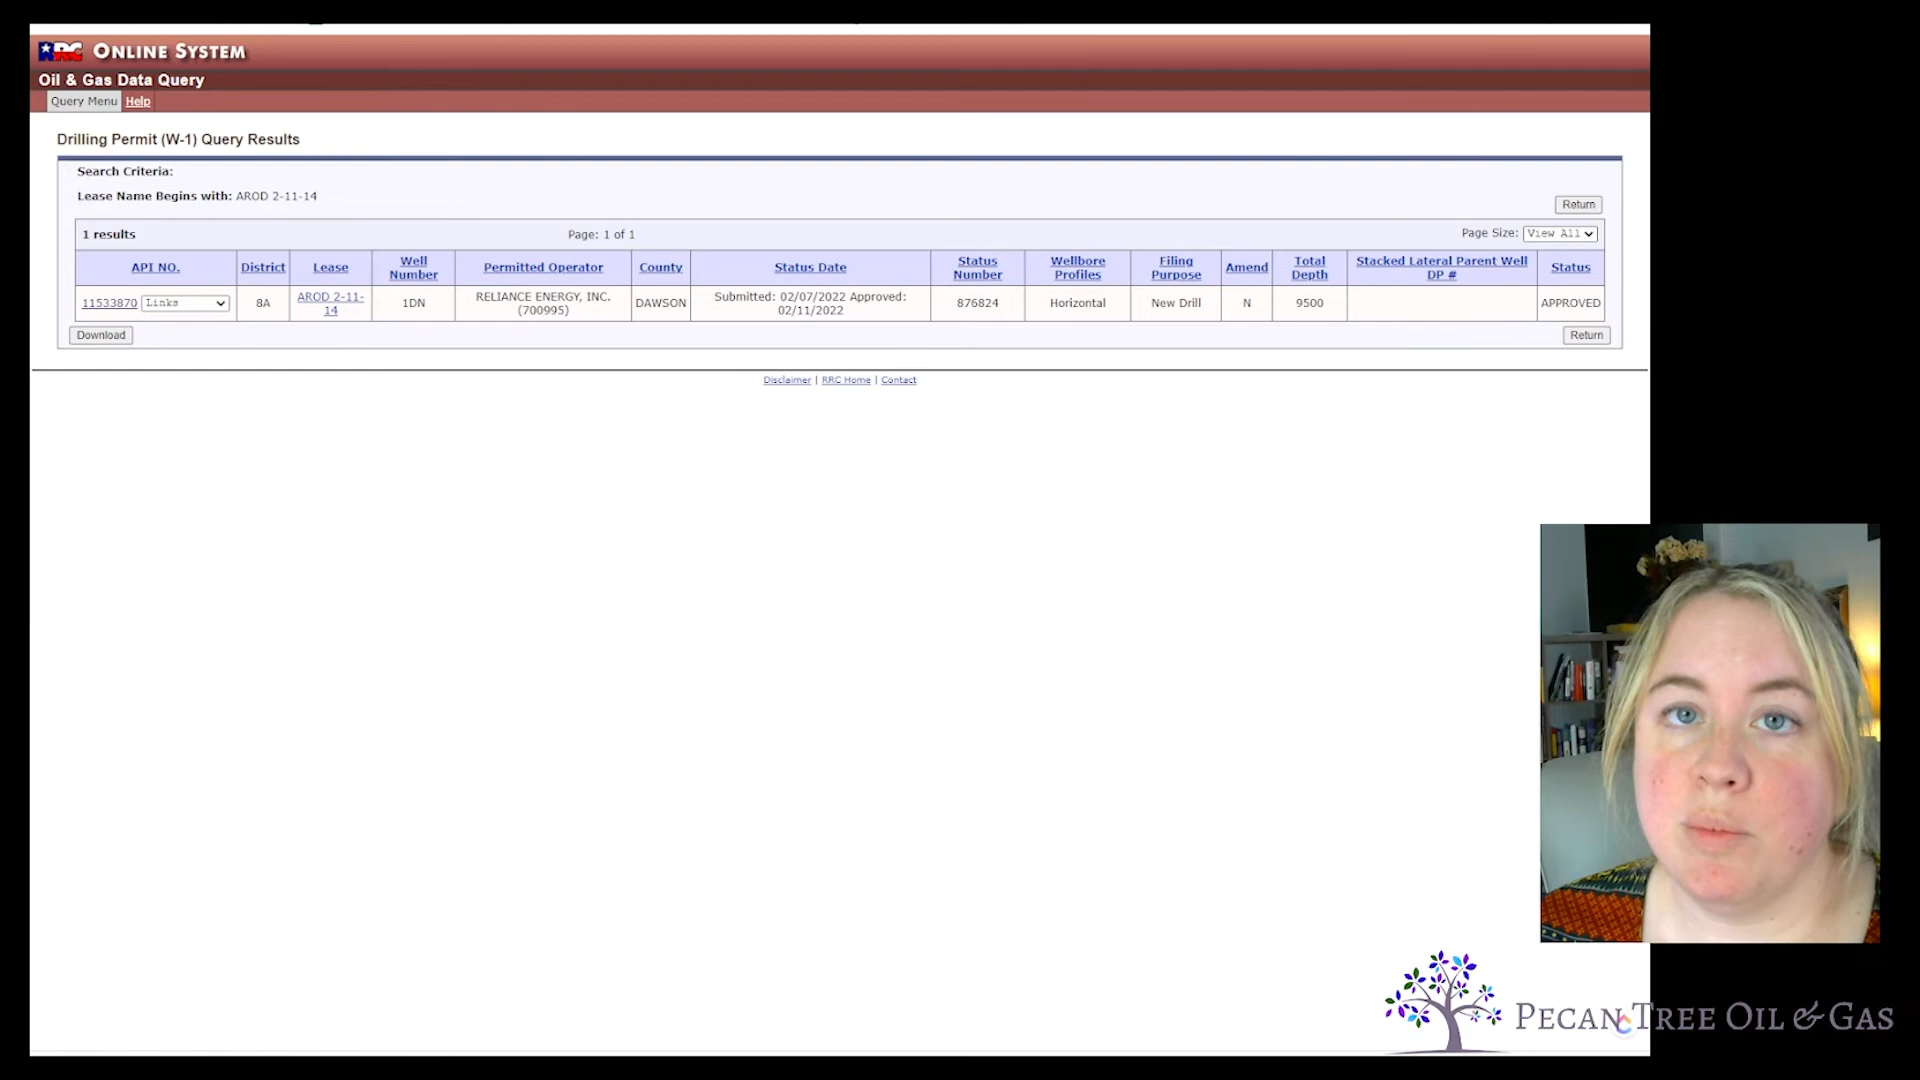 RRC ONLINE SYSTEM
Oil & Gas Data Query
Query Menu Help
Drilling Permit (W-1) Query Results
Search Criteria:
Lease Name Begins with: AROD 2-11-14
Return
1 results Page: 1 of 1 Page Size: View All
API NO. District Lease Well Number Permitted Operator County Status Date Status Number Wellbore Profiles Filing Purpose Amend Total Depth Stacked Lateral Parent Well DP # Status
11533870 Links 8A AROD 2-11-14 1DN RELIANCE ENERGY, INC. (700995) DAWSON Submitted: 02/07/2022 Approved: 02/11/2022 876824 Horizontal New Drill N 9500 APPROVED
Download Return
Disclaimer | RRC Home | Contact
PECAN TREE OIL & GAS